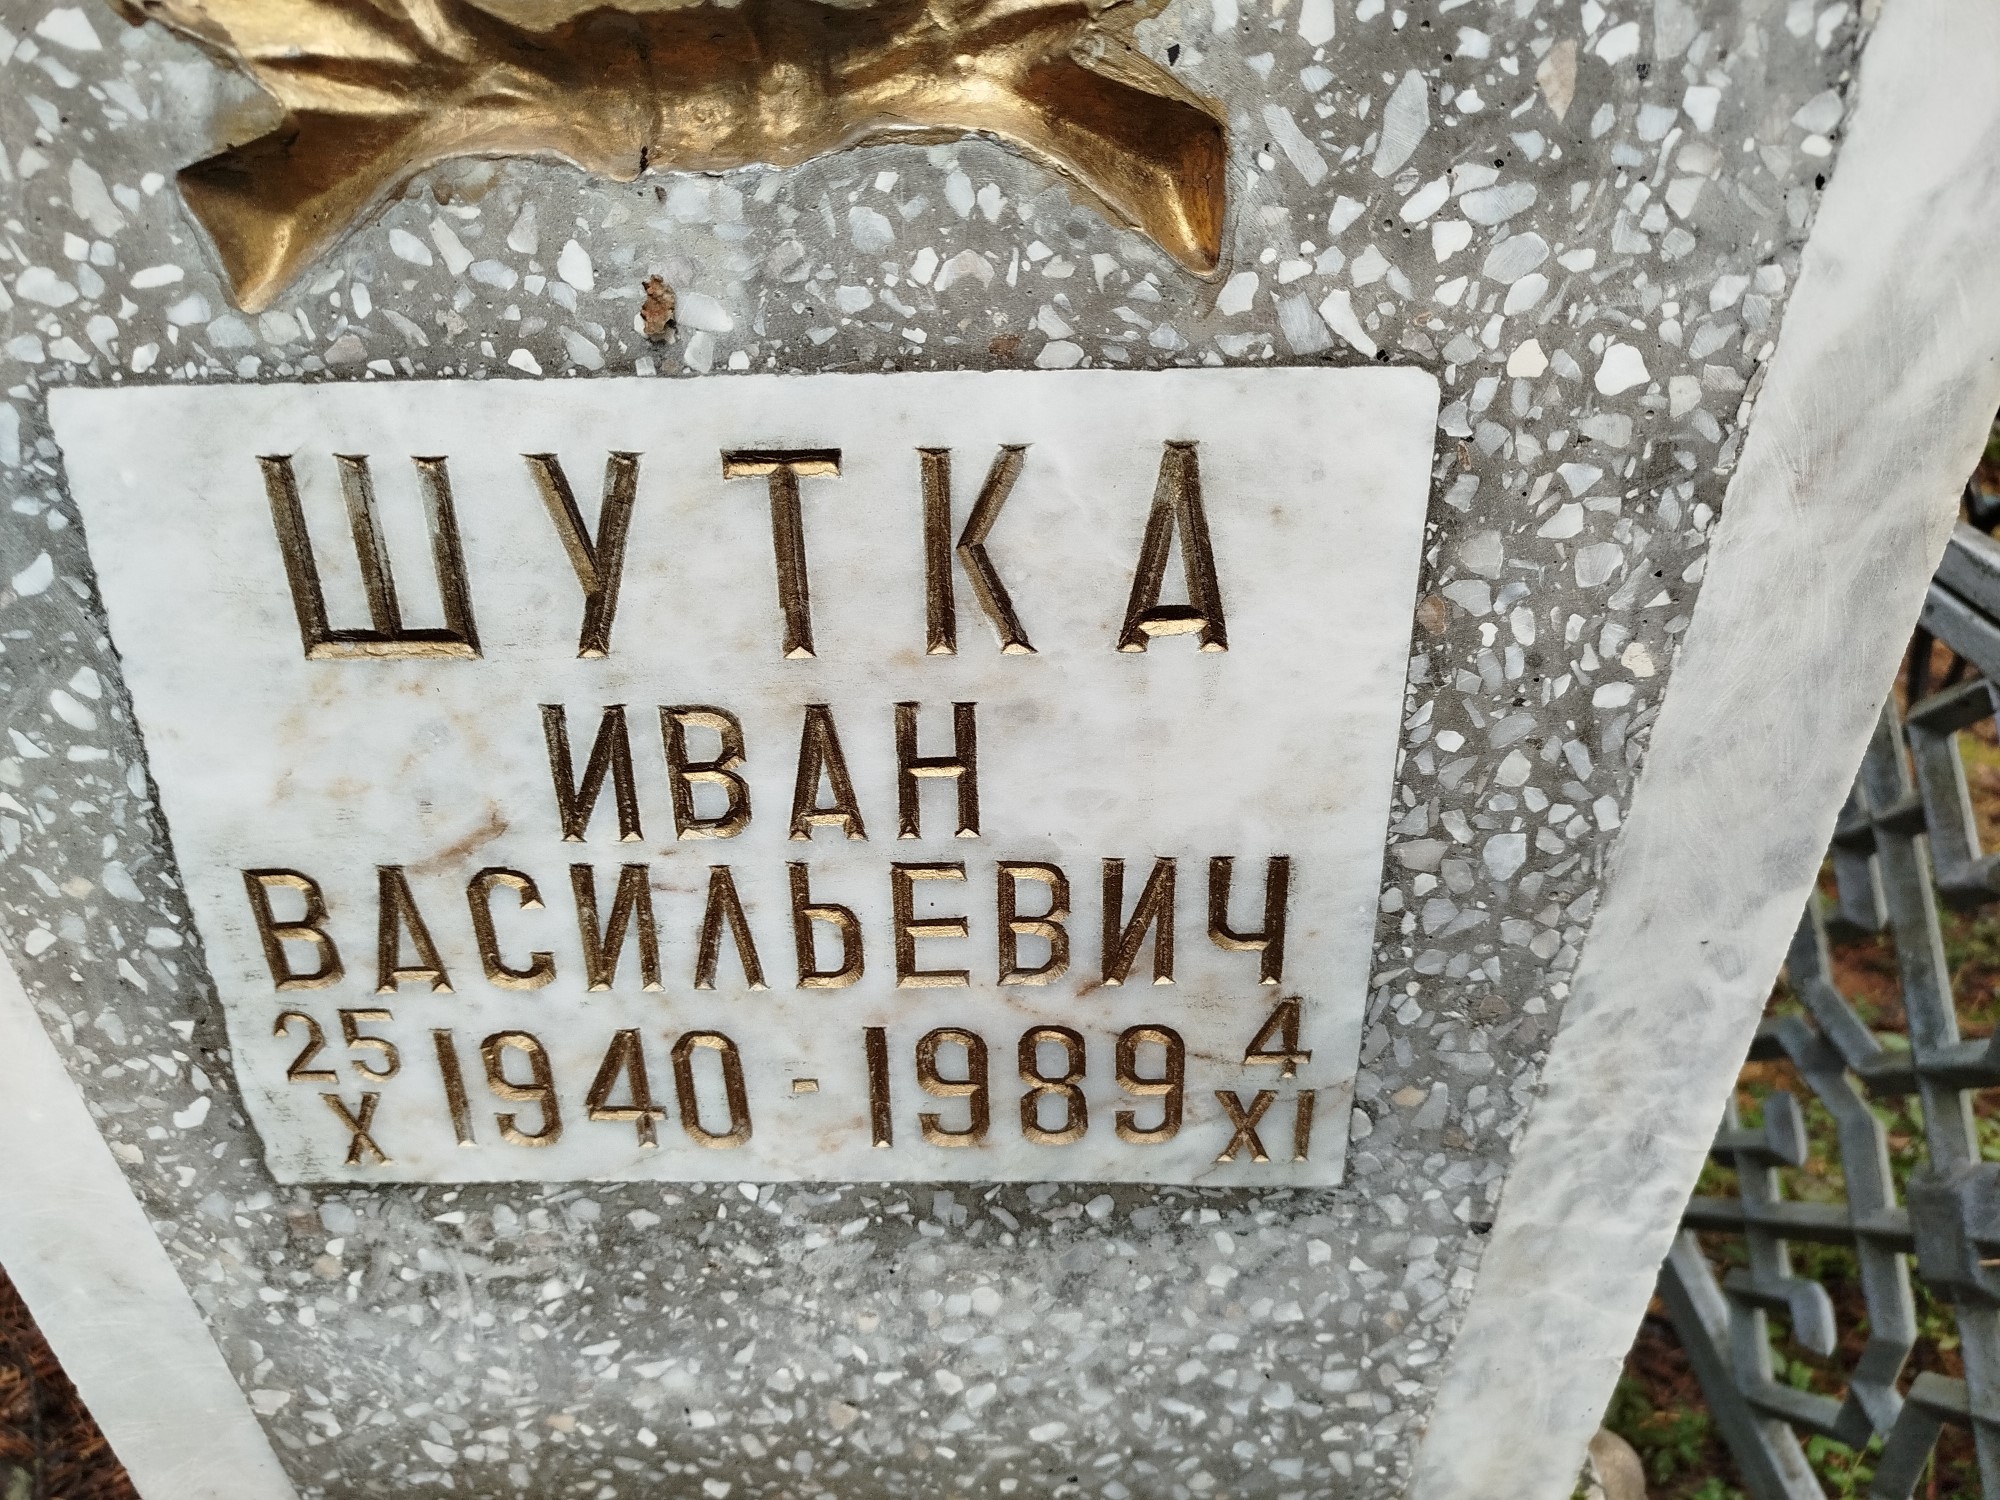 ШУТКА
ИВАН
ВАСИЛЬЕВИЧ
25/X 1940 - 1989 4/XI